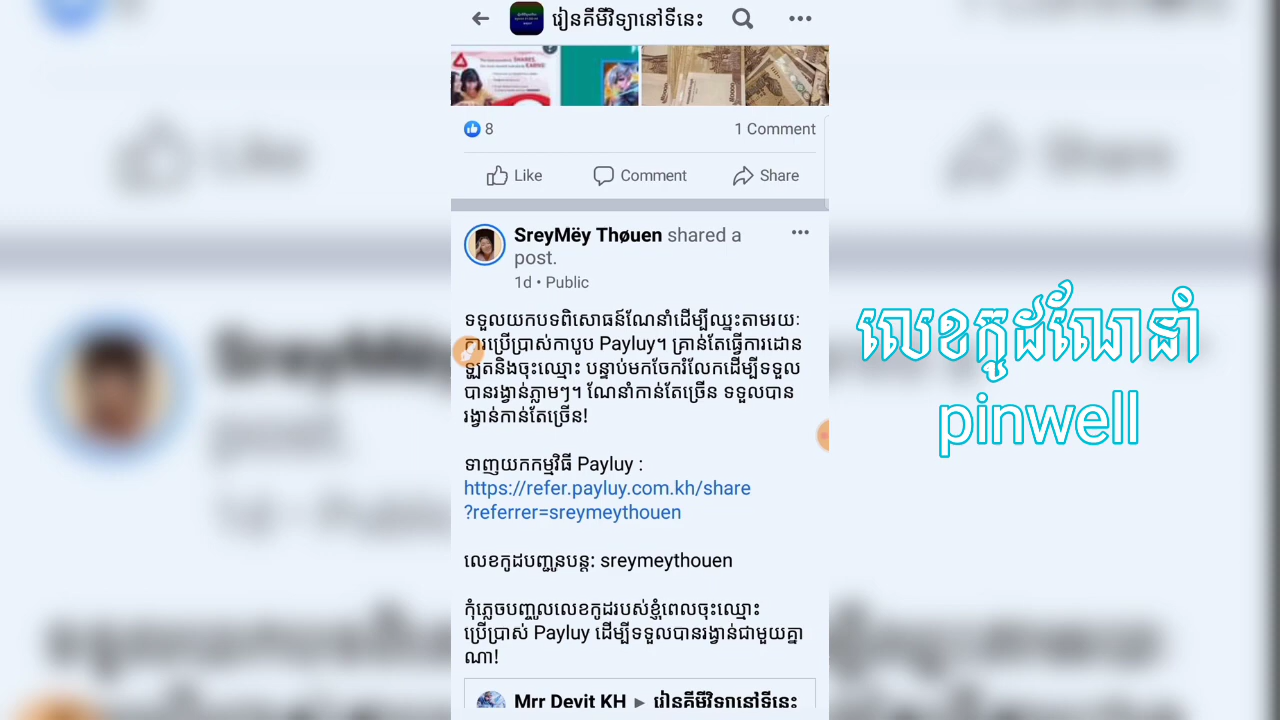 រៀនគីមីវិទ្យានៅទីនេះ
8
1 Comment
Like
Comment
Share
SreyMëy Thøuen shared a
post.
1d • Public
ទទួលយកបទពិសោធន៍ណែនាំដើម្បីឈ្នះតាមរយៈ
ការប្រើប្រាស់កាបូប Payluy។ គ្រាន់តែធ្វើការដោន
ឡូតនិងចុះឈ្មោះ បន្ទាប់មកចែករំលែកដើម្បីទទួល
បានរង្វាន់ភ្លាមៗ។ ណែនាំកាន់តែច្រើន ទទួលបាន
រង្វាន់កាន់តែច្រើន!
ទាញយកកម្មវិធី Payluy :
https://refer.payluy.com.kh/share
?referrer=sreymeythouen
លេខកូដបញ្ជូនបន្ត: sreymeythouen
កុំភ្លេចបញ្ចូលលេខកូដរបស់ខ្ញុំពេលចុះឈ្មោះ
ប្រើប្រាស់ Payluy ដើម្បីទទួលបានរង្វាន់ជាមួយគ្នា
ណា!
Mrr Devit KH ▸ រៀនគីមីវិទ្យានៅទីនេះ
លេខកូដណែនាំ
pinwell